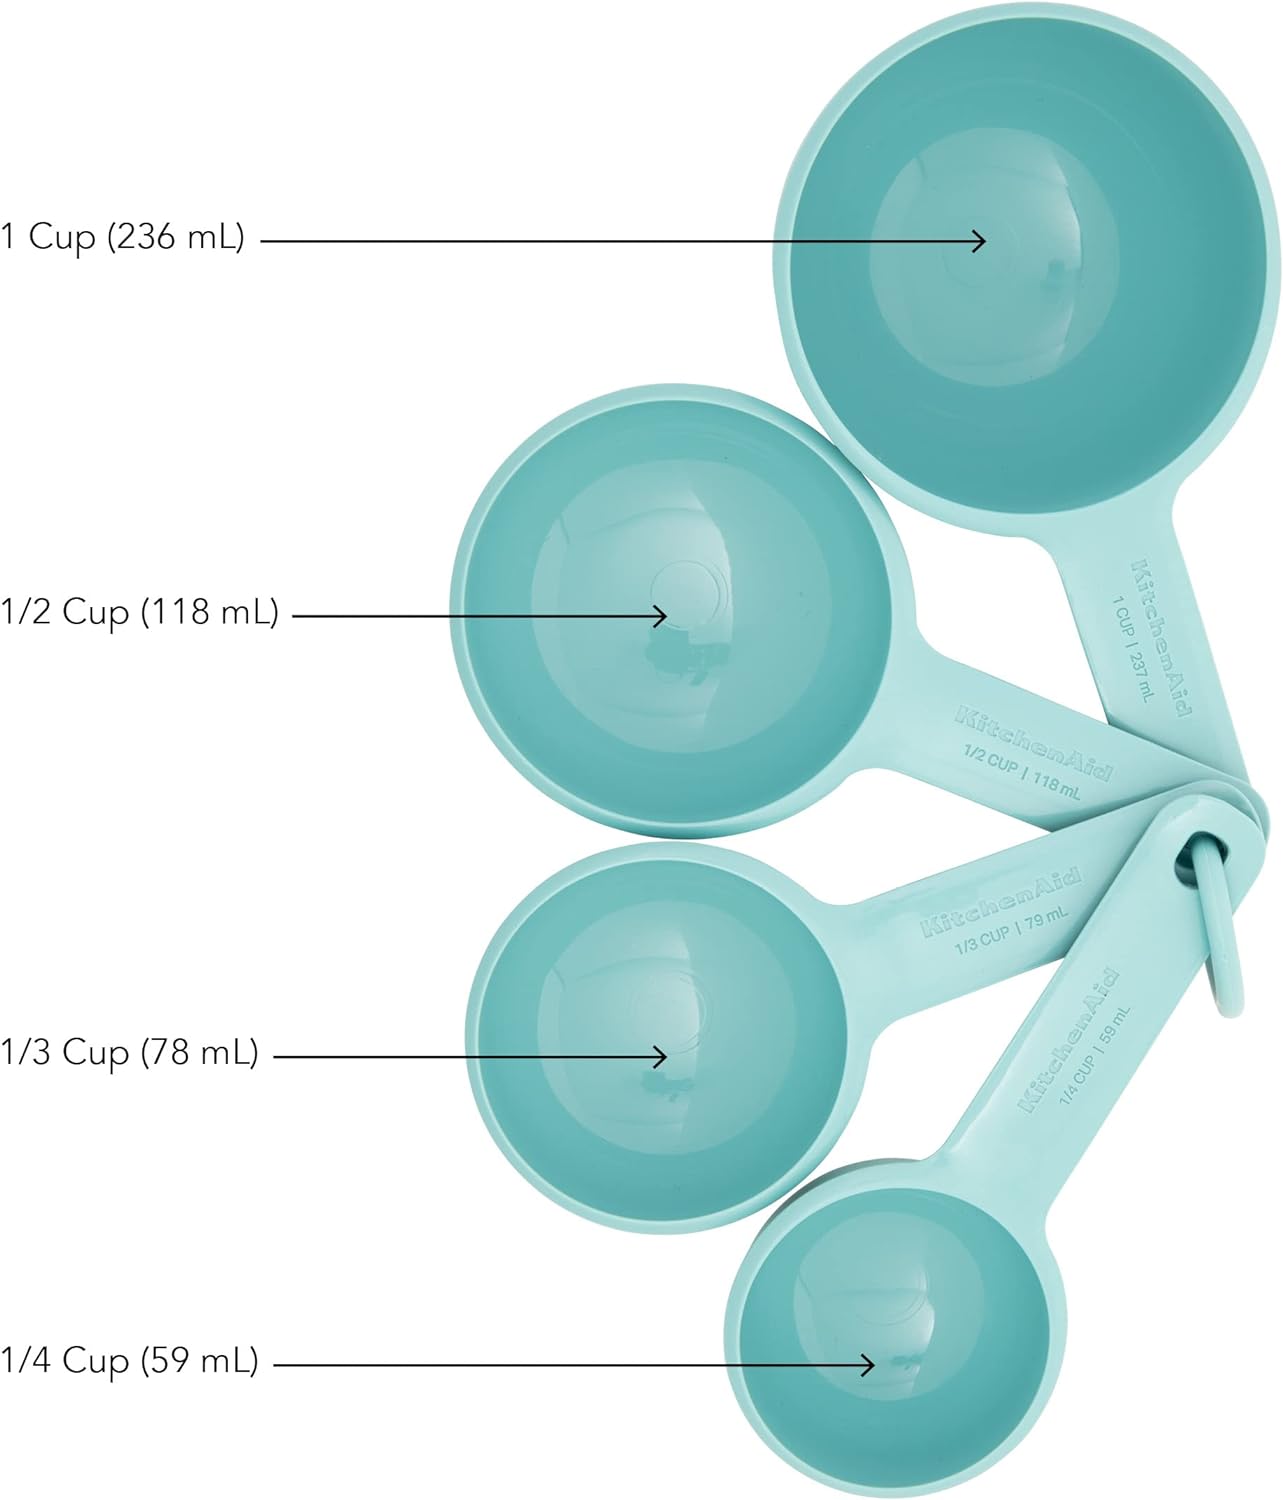 1 Cup (236 mL)
KitchenAid
1 CUP | 237 mL
1/2 Cup (118 mL)
KitchenAid
1/2 CUP | 118 mL
KitchenAid
1/3 CUP | 79 mL
1/3 Cup (78 mL)
KitchenAid
1/4 CUP | 59 mL
1/4 Cup (59 mL)